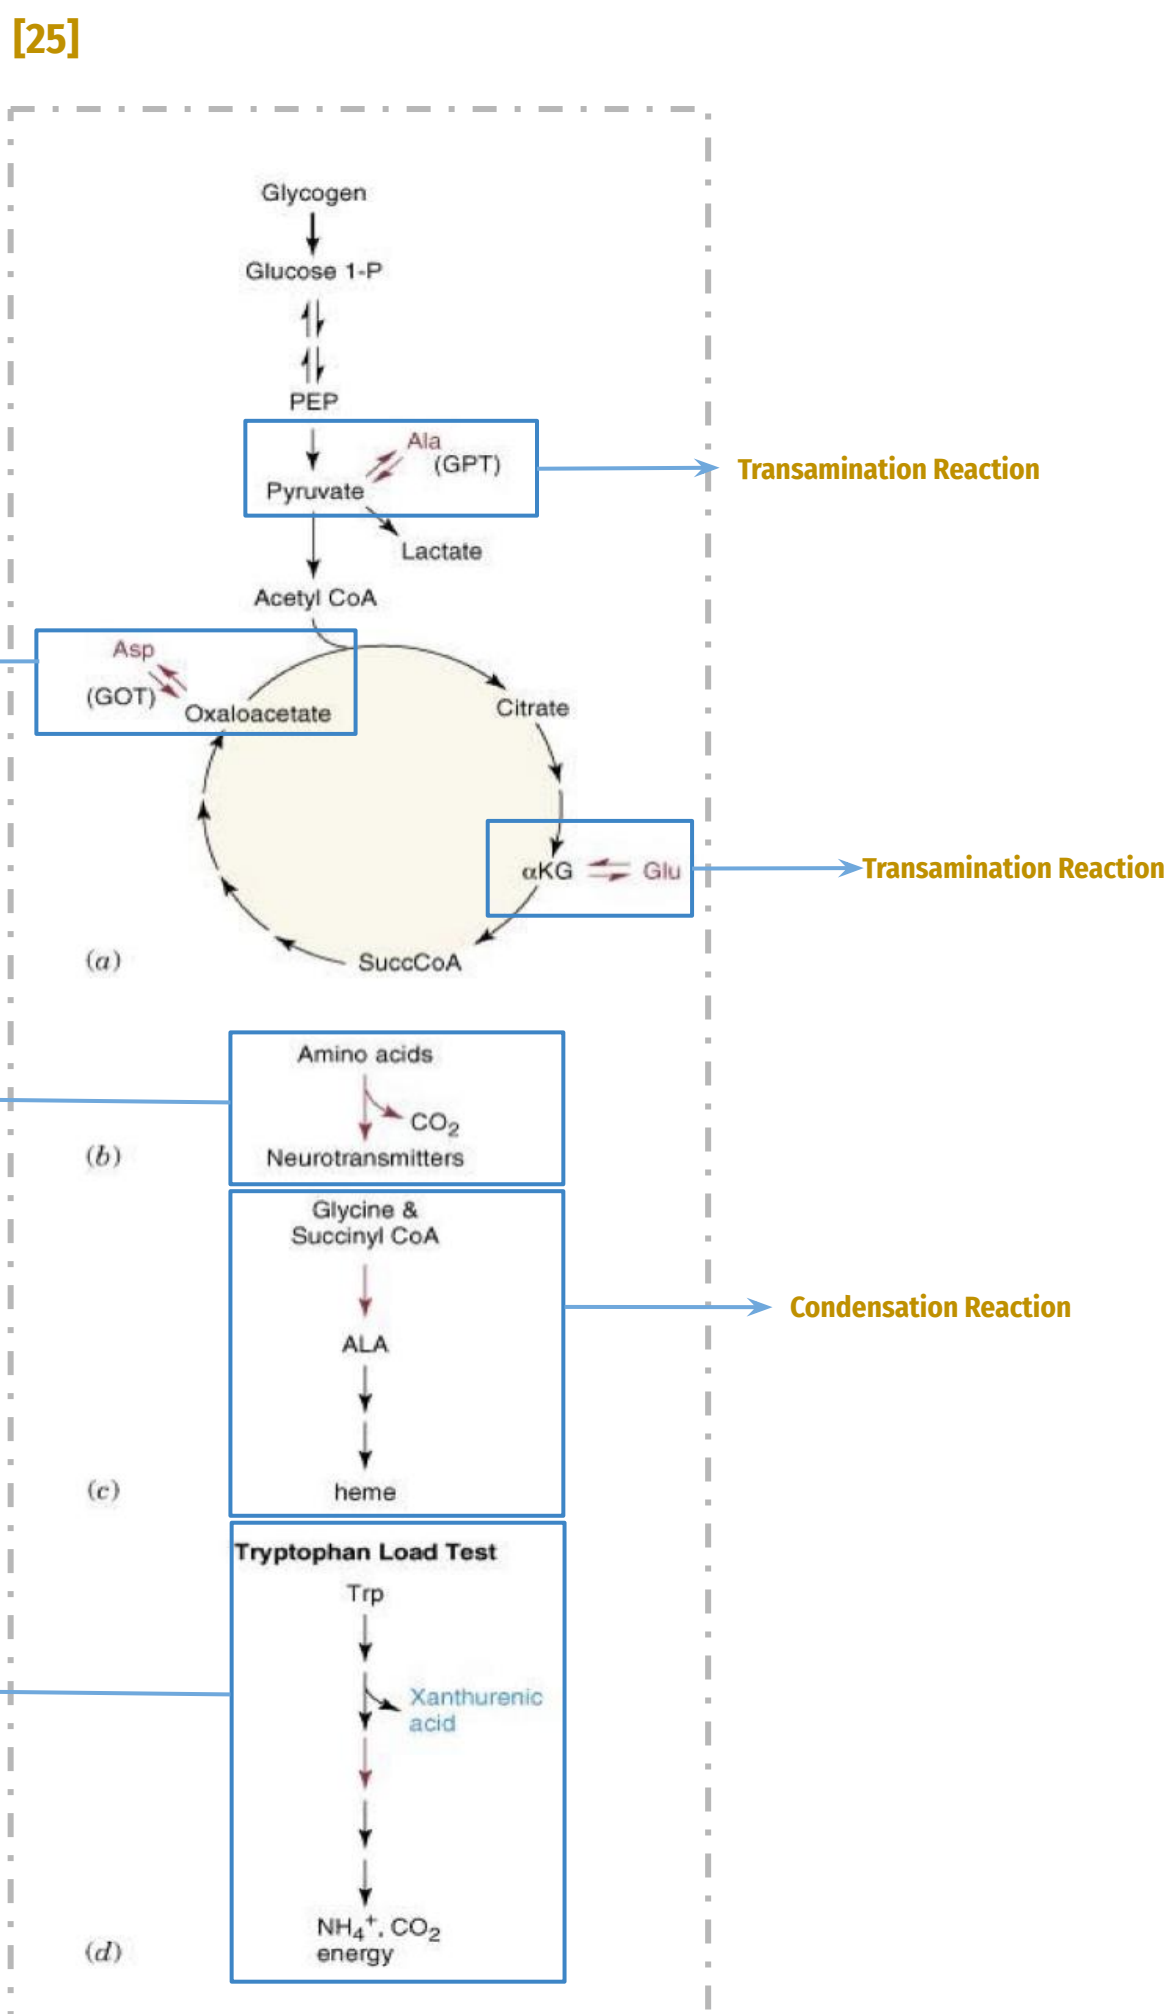 [25]
Glycogen
Glucose 1-P
PEP
Ala
(GPT)
Transamination Reaction
Pyruvate
Lactate
Acetyl CoA
Asp
(GOT)
Oxaloacetate
Citrate
αKG
Glu
Transamination Reaction
SuccCoA
(a)
Amino acids
CO₂
Neurotransmitters
(b)
Glycine &
Succinyl CoA
Condensation Reaction
ALA
heme
(c)
Tryptophan Load Test
Trp
Xanthurenic
acid
NH₄⁺, CO₂
energy
(d)